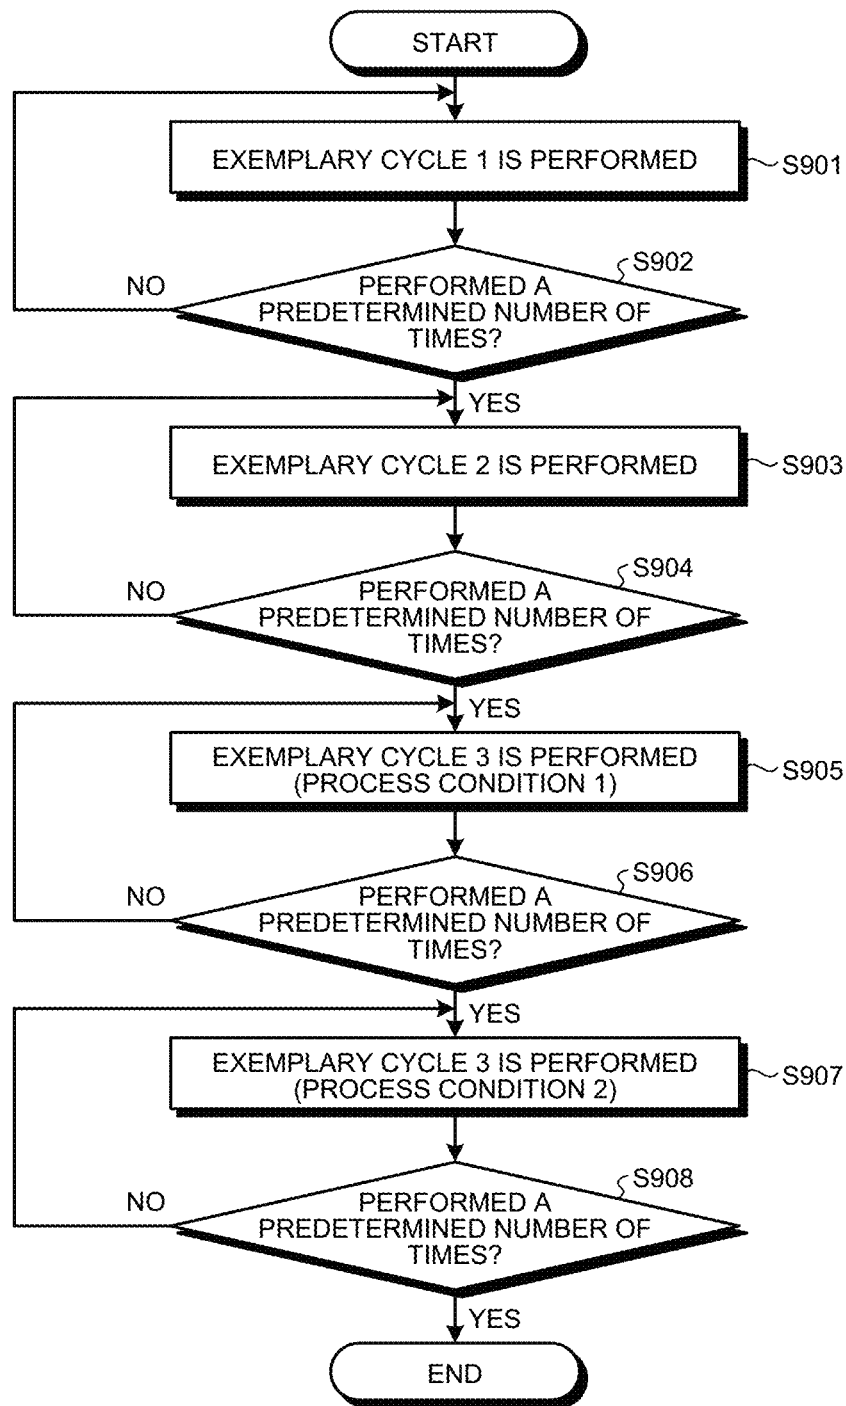 START
EXEMPLARY CYCLE 1 IS PERFORMED
S901
S902
NO
PERFORMED A
PREDETERMINED NUMBER OF
TIMES?
YES
EXEMPLARY CYCLE 2 IS PERFORMED
S903
S904
NO
PERFORMED A
PREDETERMINED NUMBER OF
TIMES?
YES
EXEMPLARY CYCLE 3 IS PERFORMED
(PROCESS CONDITION 1)
S905
S906
NO
PERFORMED A
PREDETERMINED NUMBER OF
TIMES?
YES
EXEMPLARY CYCLE 3 IS PERFORMED
(PROCESS CONDITION 2)
S907
S908
NO
PERFORMED A
PREDETERMINED NUMBER OF
TIMES?
YES
END